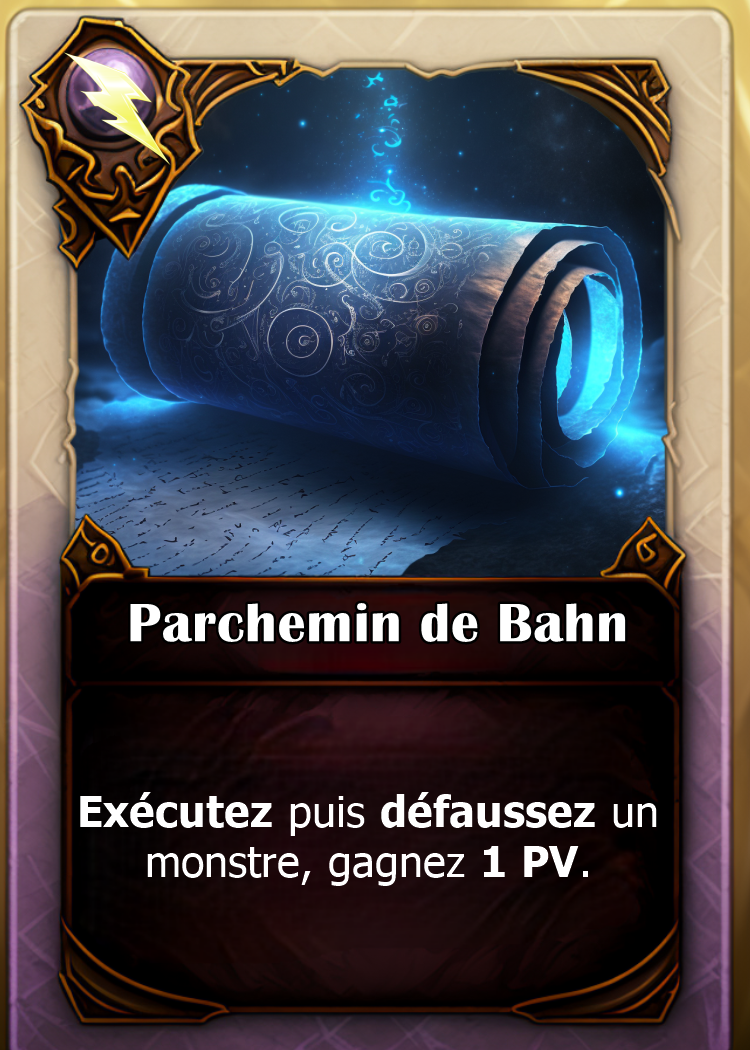 Parchemin de Bahn
Exécutez puis défaussez un
monstre, gagnez 1 PV.